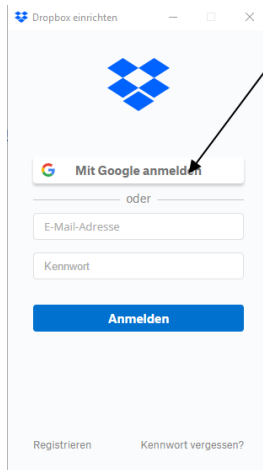 Dropbox einrichten
Mit Google anmelden
oder
E-Mail-Adresse
Kennwort
Anmelden
Registrieren Kennwort vergessen?